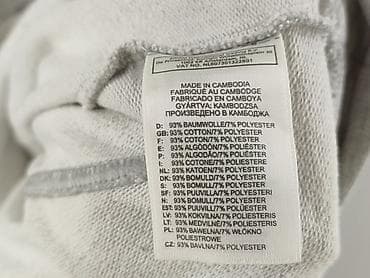 VAT NO. NL807351322B01
MADE IN CAMBODIA
FABRIQUÉ AU CAMBODGE
FABRICADO EN CAMBOYA
GYÁRTVA; KAMBODZSA
ПРОИЗВЕДЕНО В КАМБОДЖА
D: 93% BAUMWOLLE/7% POLYESTER
GB: 93% COTTON/7% POLYESTER
F: 93% COTON/7% POLYESTER
E: 93% ALGODÓN/7% POLIÉSTER
P: 93% ALGODÃO/7% POLIÉSTER
I: 93% COTONE/7% POLIESTERE
NL: 93% KATOEN/7% POLYESTER
DK: 93% BOMULD/7% POLYESTER
S: 93% BOMULL/7% POLYESTER
SF: 93% PUUVILLA/7% POLYESTERI
N: 93% BOMULL/7% POLYESTER
EST: 93% PUUVILL/7% POLÜESTER
LV: 93% KOKVILNA/7% POLIESTERIS
LT: 93% MEDVILNĖ/7% POLIESTERIS
PL: 93% BAWEŁNA/7% WŁÓKNO
POLIESTROWE
CZ: 93% BAVLNA/7% POLYESTER